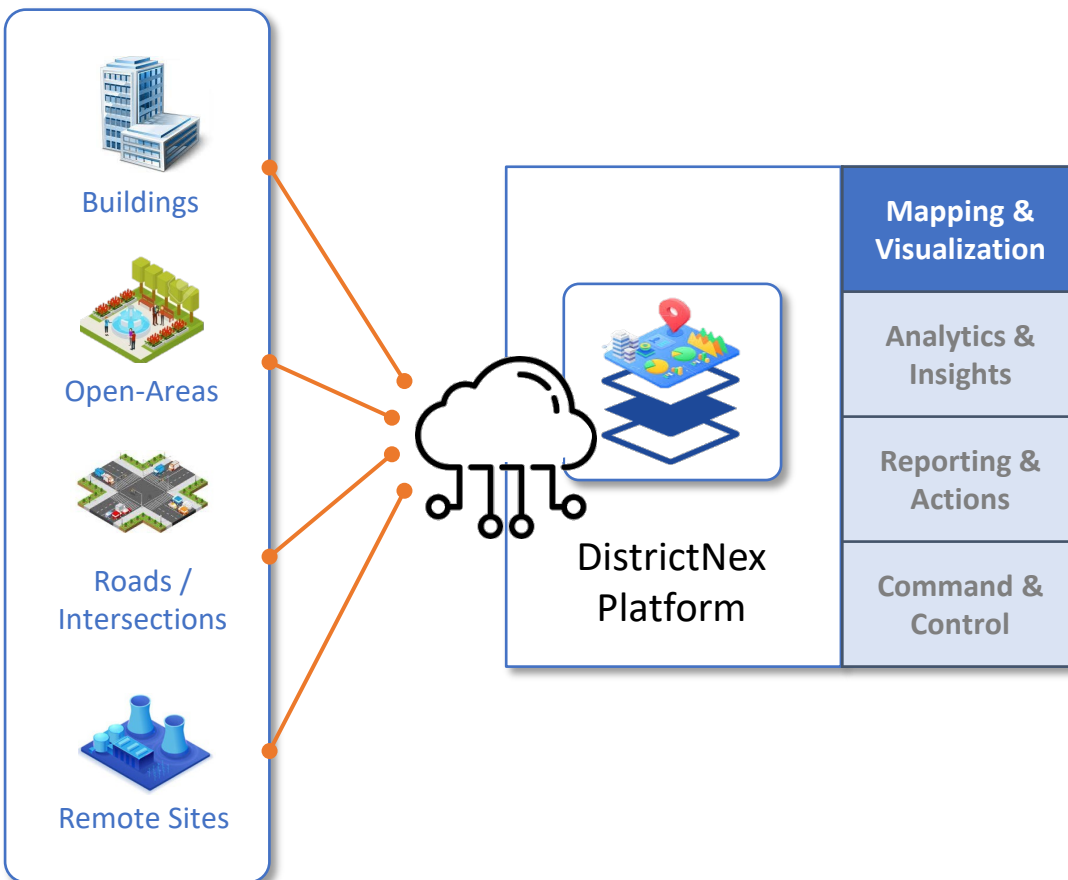 Buildings
Open-Areas
Roads /
Intersections
Remote Sites
DistrictNex
Platform
Mapping &
Visualization
Analytics &
Insights
Reporting &
Actions
Command &
Control